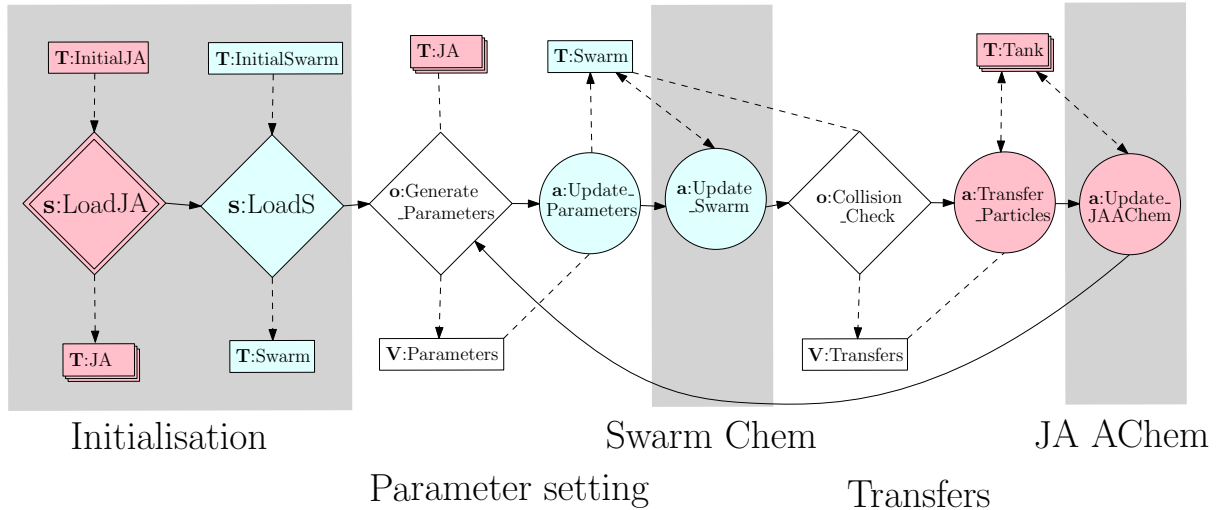 T:InitialJA
T:InitialSwarm
T:JA
T:Swarm
T:Tank
s:LoadJA
s:LoadS
o:Generate
_Parameters
a:Update_
Parameters
a:Update
_Swarm
o:Collision
_Check
a:Transfer
_Particles
a:Update_
JAAChem
T:JA
T:Swarm
V:Parameters
V:Transfers
Initialisation
Swarm Chem
JA AChem
Parameter setting
Transfers